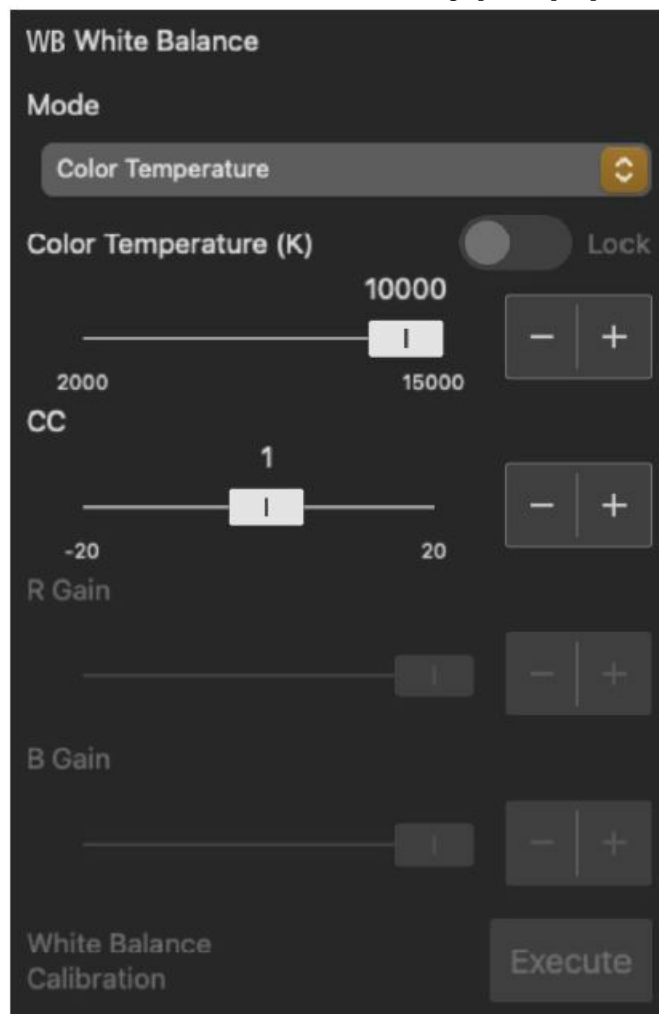 WB White Balance
Mode
Color Temperature
Color Temperature (K)
Lock
10000
− +
2000 15000
CC
1
− +
-20 20
R Gain
− +
B Gain
− +
White Balance
Calibration
Execute